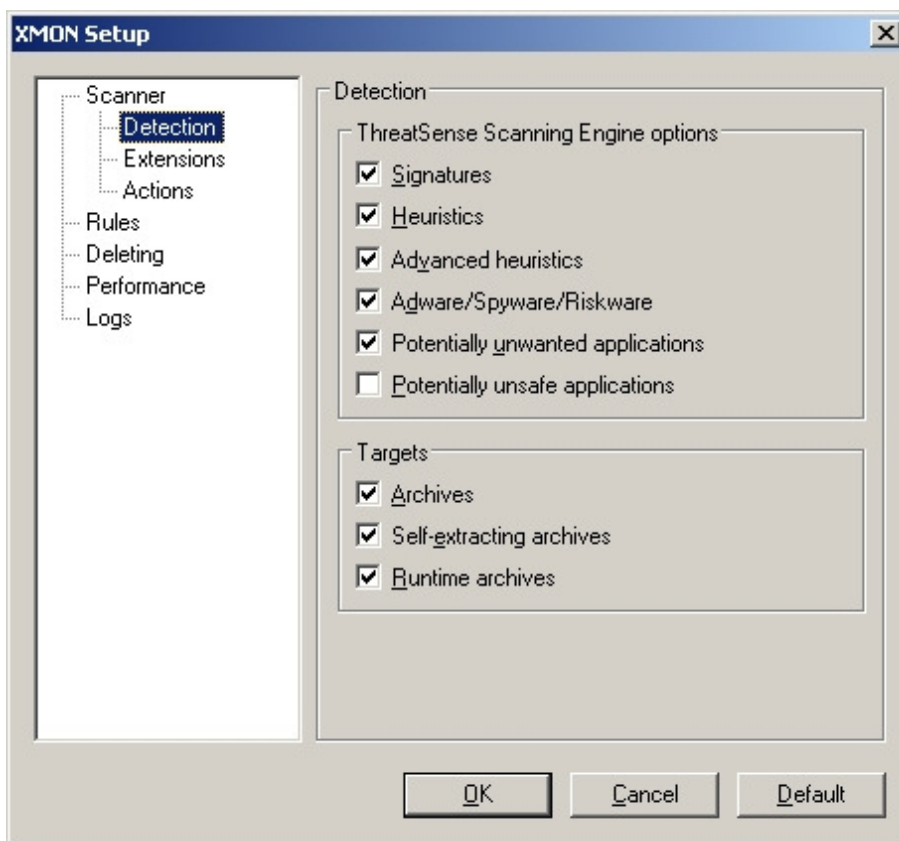 XMON Setup
Scanner
Detection
Extensions
Actions
Rules
Deleting
Performance
Logs
Detection
ThreatSense Scanning Engine options
Signatures
Heuristics
Advanced heuristics
Adware/Spyware/Riskware
Potentially unwanted applications
Potentially unsafe applications
Targets
Archives
Self-extracting archives
Runtime archives
OK
Cancel
Default